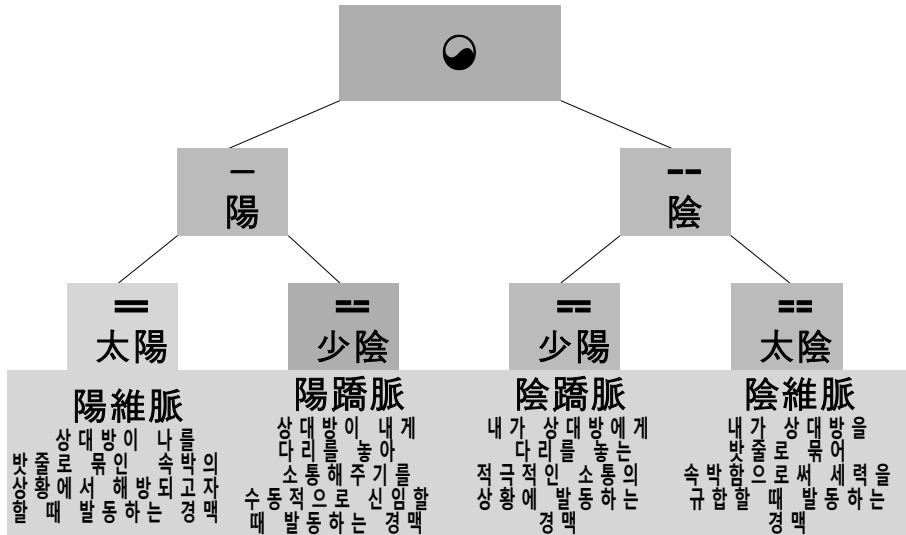 陽
陰
太陽
少陰
少陽
太陰
陽維脈
상대방이 나를
밧줄로 묶인 속박의
상황에서 해방되고자
할 때 발동하는 경맥
陽蹻脈
상대방이 내게
다리를 놓아
소통해주기를
수동적으로 신임할
때 발동하는 경맥
陰蹻脈
내가 상대방에게
다리를 놓는
적극적인 소통의
상황에 발동하는
경맥
陰維脈
내가 상대방을
밧줄로 묶어
속박함으로써 세력을
규합할 때 발동하는
경맥